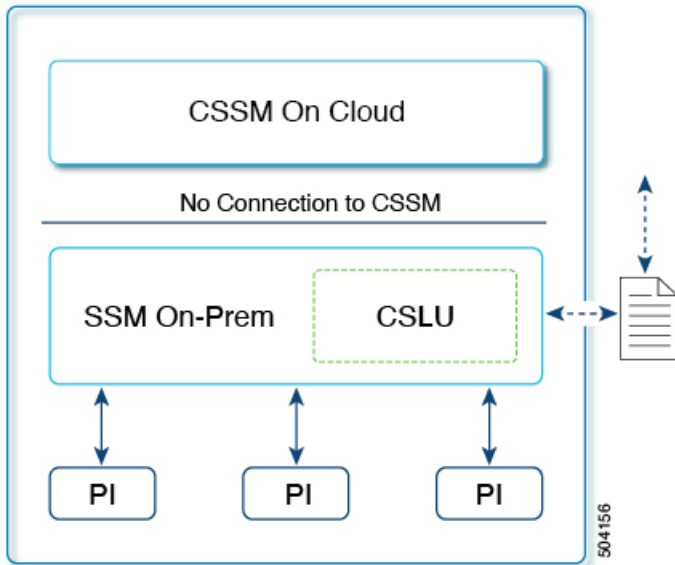 CSSM On Cloud
No Connection to CSSM
SSM On-Prem
CSLU
PI
PI
PI
504156